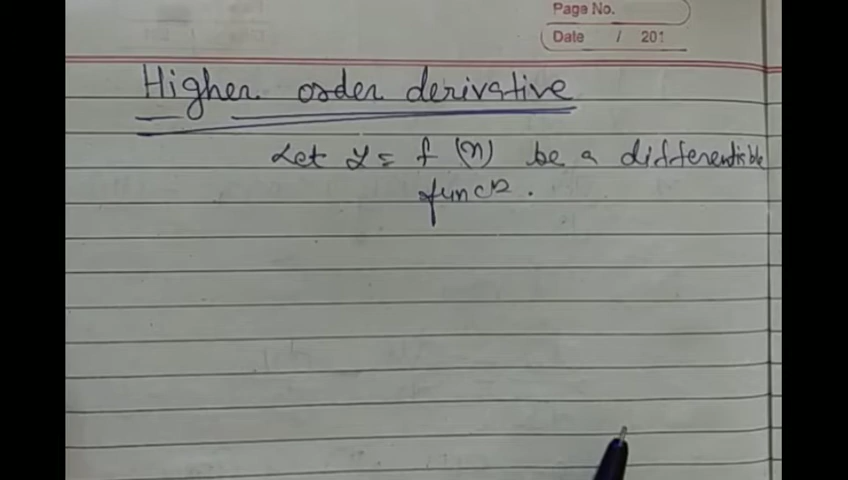 Page No.
Date / 201
Higher order derivative
Let y = f (x) be a differentiable
funcn.